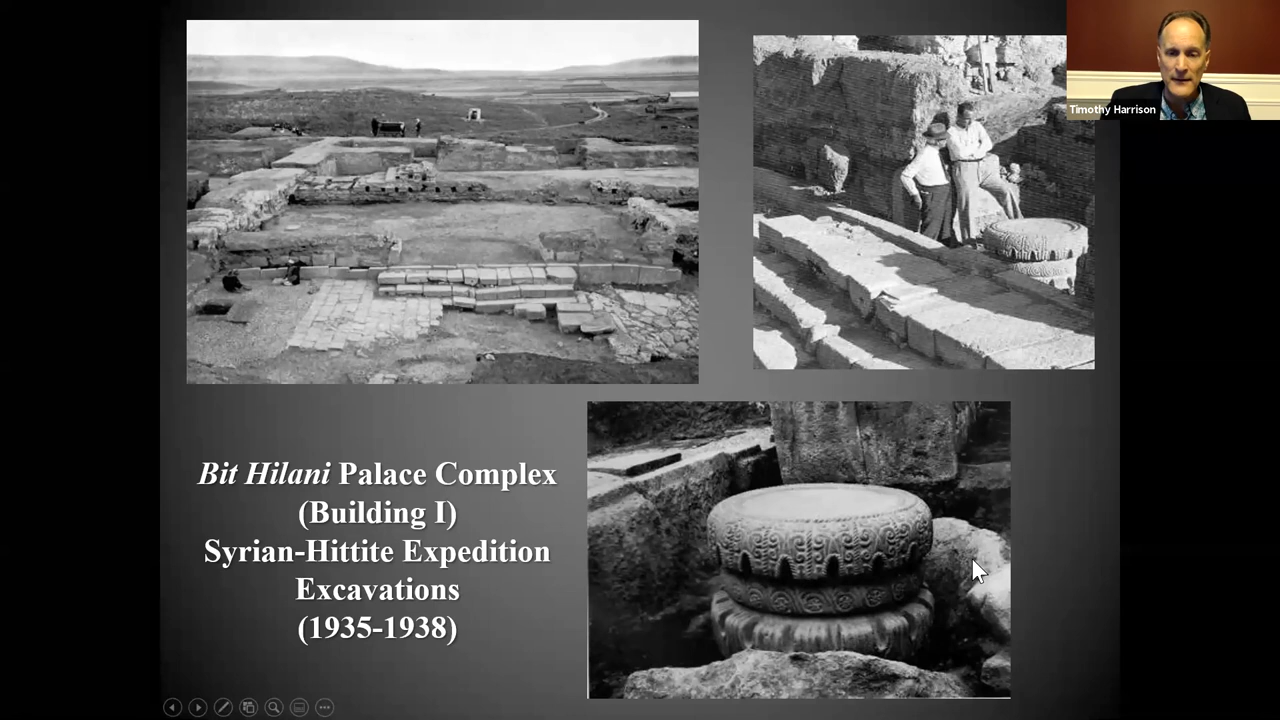 Timothy Harrison
Bit Hilani Palace Complex
(Building I)
Syrian-Hittite Expedition
Excavations
(1935-1938)